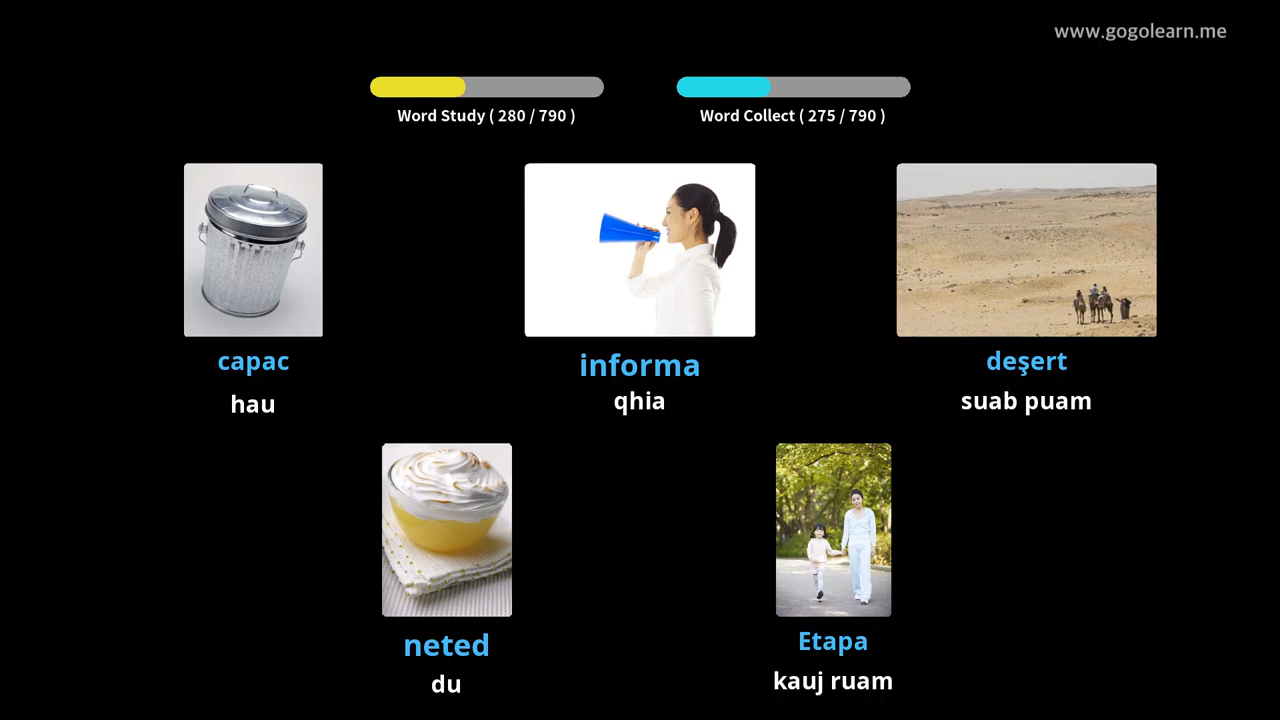 www.gogolearn.me
Word Study ( 280 / 790 )
Word Collect ( 275 / 790 )
capac
hau
informa
qhia
deşert
suab puam
neted
du
Etapa
kauj ruam